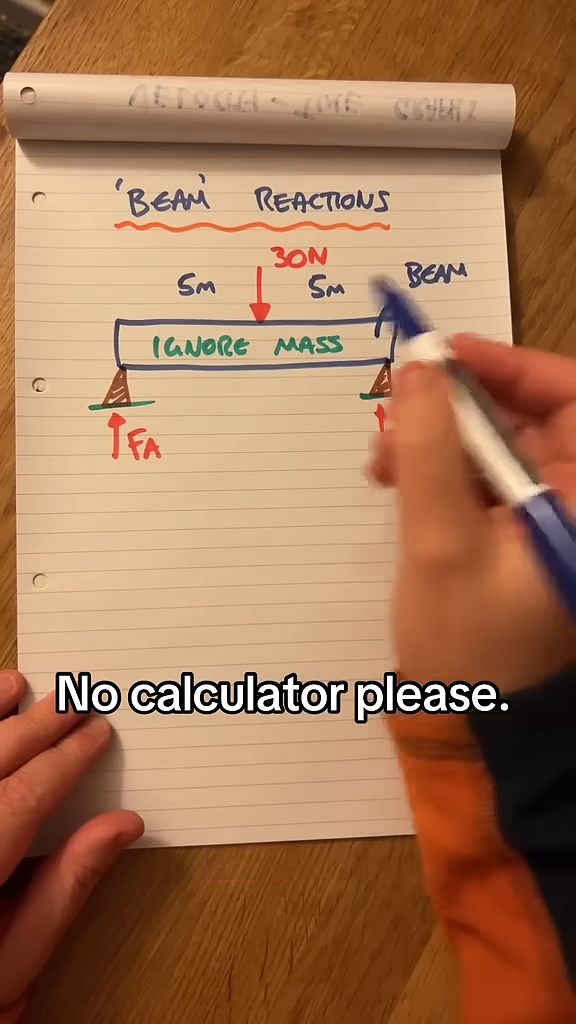 'BEAM' REACTIONS
30N
5m 5m BEAM
IGNORE MASS
FA
No calculator please.